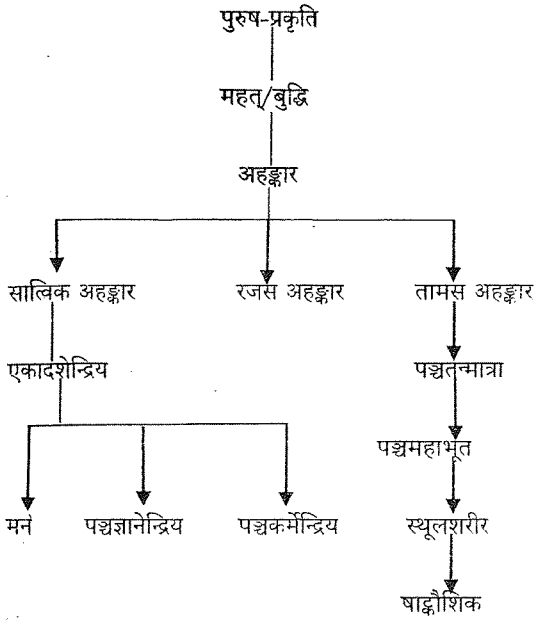 पुरुष-प्रकृति
महत्/बुद्धि
अहङ्कार
सात्विक अहङ्कार रजस अहङ्कार तामस अहङ्कार
एकादशेन्द्रिय पञ्चतन्मात्रा
पञ्चमहाभूत
मन पञ्चज्ञानेन्द्रिय पञ्चकर्मेन्द्रिय स्थूलशरीर
षाट्कौशिक